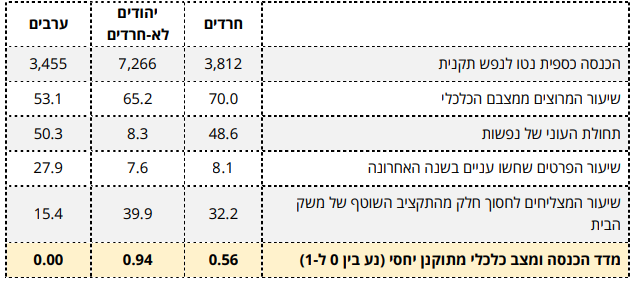 חרדים יהודים לא-חרדים ערבים
הכנסה כספית נטו לנפש תקנית 3,812 7,266 3,455
שיעור המרוצים ממצבם הכלכלי 70.0 65.2 53.1
תחולת העוני של נפשות 48.6 8.3 50.3
שיעור הפרטים שחשו עניים בשנה האחרונה 8.1 7.6 27.9
שיעור המצליחים לחסוך חלק מהתקציב השוטף של משק
הבית 32.2 39.9 15.4
מדד הכנסה ומצב כלכלי מתוקנן יחסי (נע בין 0 ל-1) 0.56 0.94 0.00